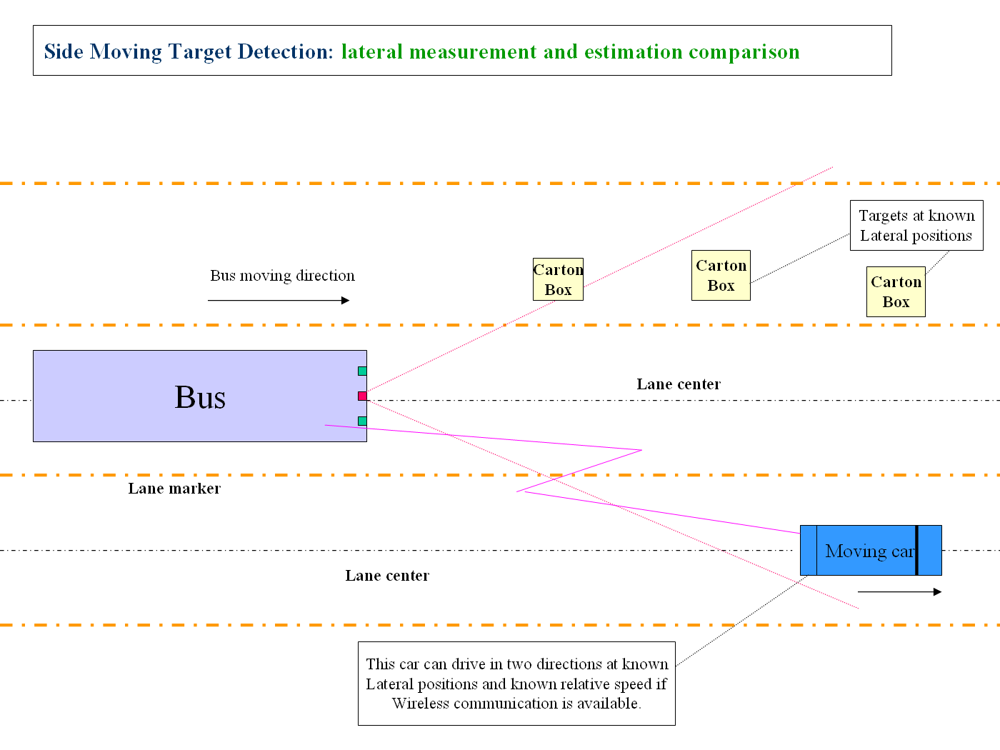 Side Moving Target Detection: lateral measurement and estimation comparison
Targets at known
Lateral positions
Bus moving direction
Carton
Box
Carton
Box
Carton
Box
Bus
Lane center
Lane marker
Moving car
Lane center
This car can drive in two directions at known
Lateral positions and known relative speed if
Wireless communication is available.